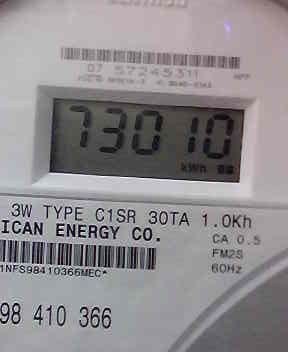 07 57245311
73010
kWh
3W TYPE C1SR 30TA 1.0Kh
ICAN ENERGY CO.
CA 0.5
FM2S
60Hz
1NFS98410366MEC*
98 410 366